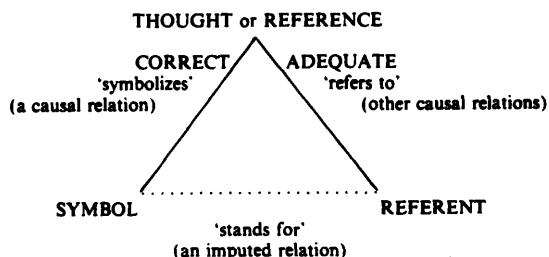 THOUGHT or REFERENCE
CORRECT ADEQUATE
'symbolizes' 'refers to'
(a causal relation) (other causal relations)
SYMBOL REFERENT
'stands for'
(an imputed relation)